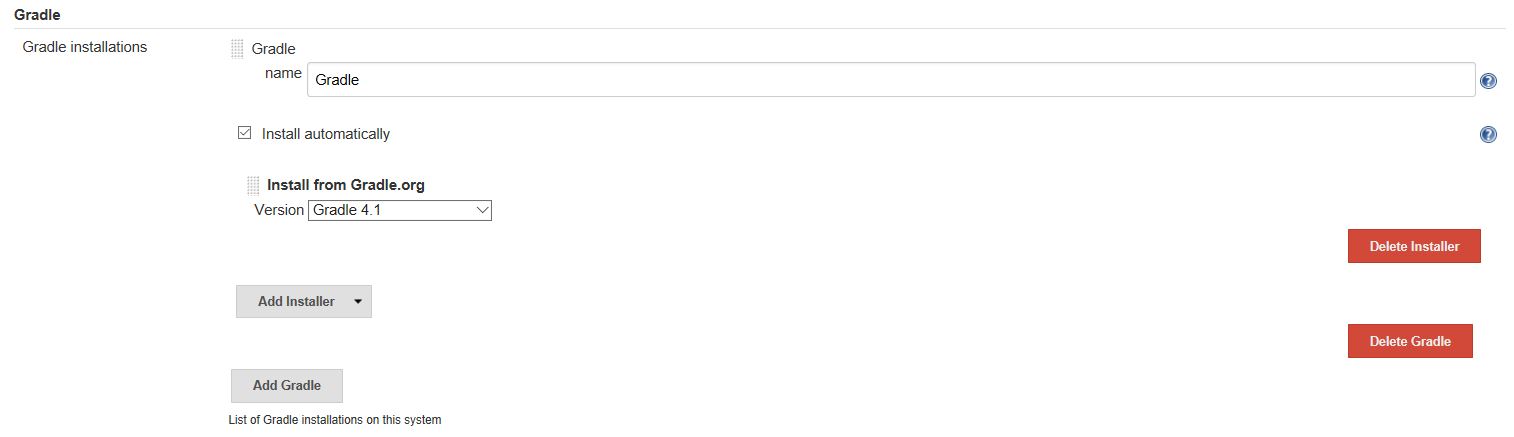 Gradle
Gradle installations
Gradle
name
Gradle
?
Install automatically
?
Install from Gradle.org
Version
Gradle 4.1
Delete Installer
Add Installer
Delete Gradle
Add Gradle
List of Gradle installations on this system